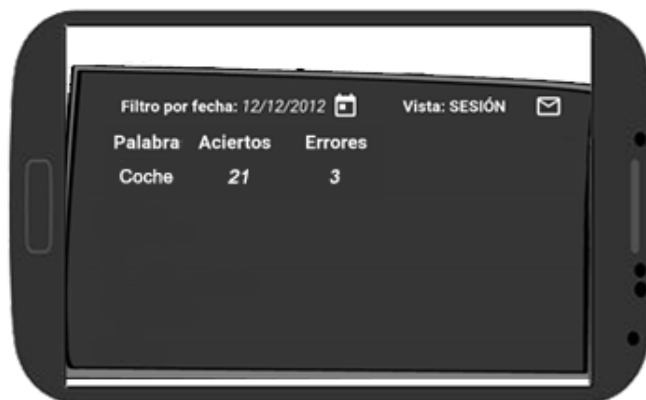 Filtro por fecha: 12/12/2012 Vista: SESIÓN
Palabra Aciertos Errores
Coche 21 3